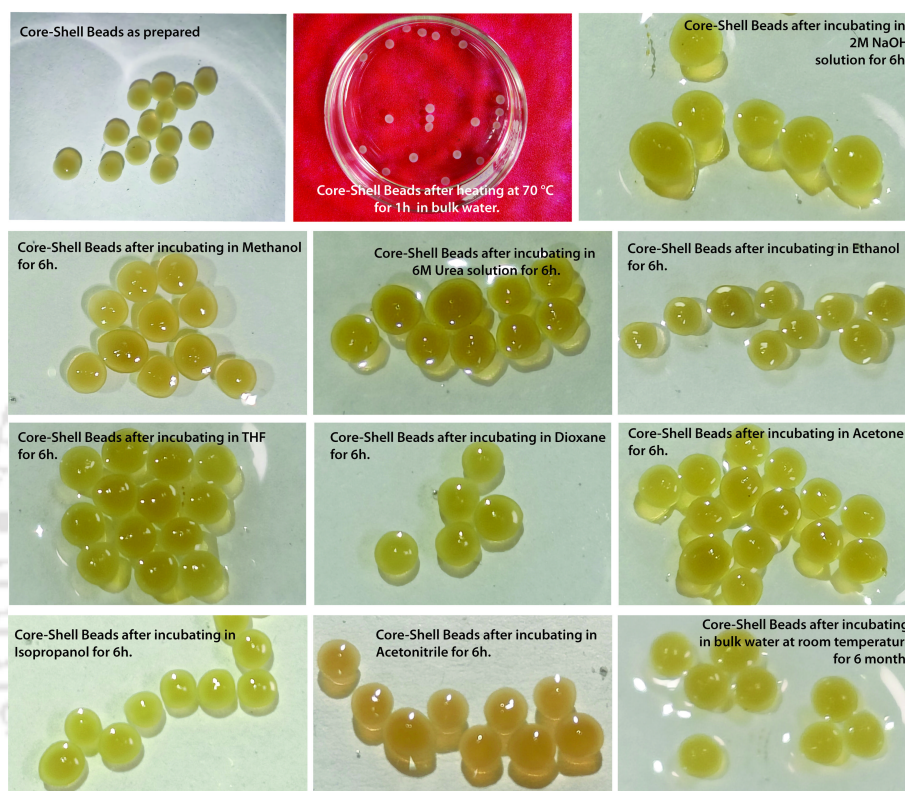 Core-Shell Beads as prepared
Core-Shell Beads after heating at 70 °C
for 1h in bulk water.
Core-Shell Beads after incubating in
2M NaOH
solution for 6h
Core-Shell Beads after incubating in Methanol
for 6h.
Core-Shell Beads after incubating in
6M Urea solution for 6h.
Core-Shell Beads after incubating in Ethanol
for 6h.
Core-Shell Beads after incubating in THF
for 6h.
Core-Shell Beads after incubating in Dioxane
for 6h.
Core-Shell Beads after incubating in Acetone
for 6h.
Core-Shell Beads after incubating in
Isopropanol for 6h.
Core-Shell Beads after incubating in
Acetonitrile for 6h.
Core-Shell Beads after incubating
in bulk water at room temperatur
for 6 month